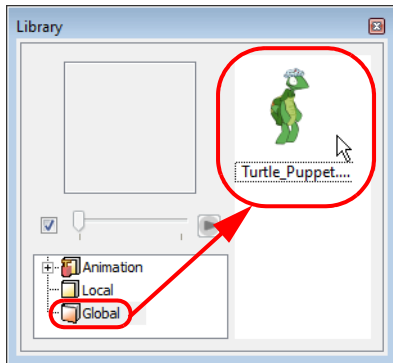 Library
Turtle_Puppet....
Animation
Local
Global